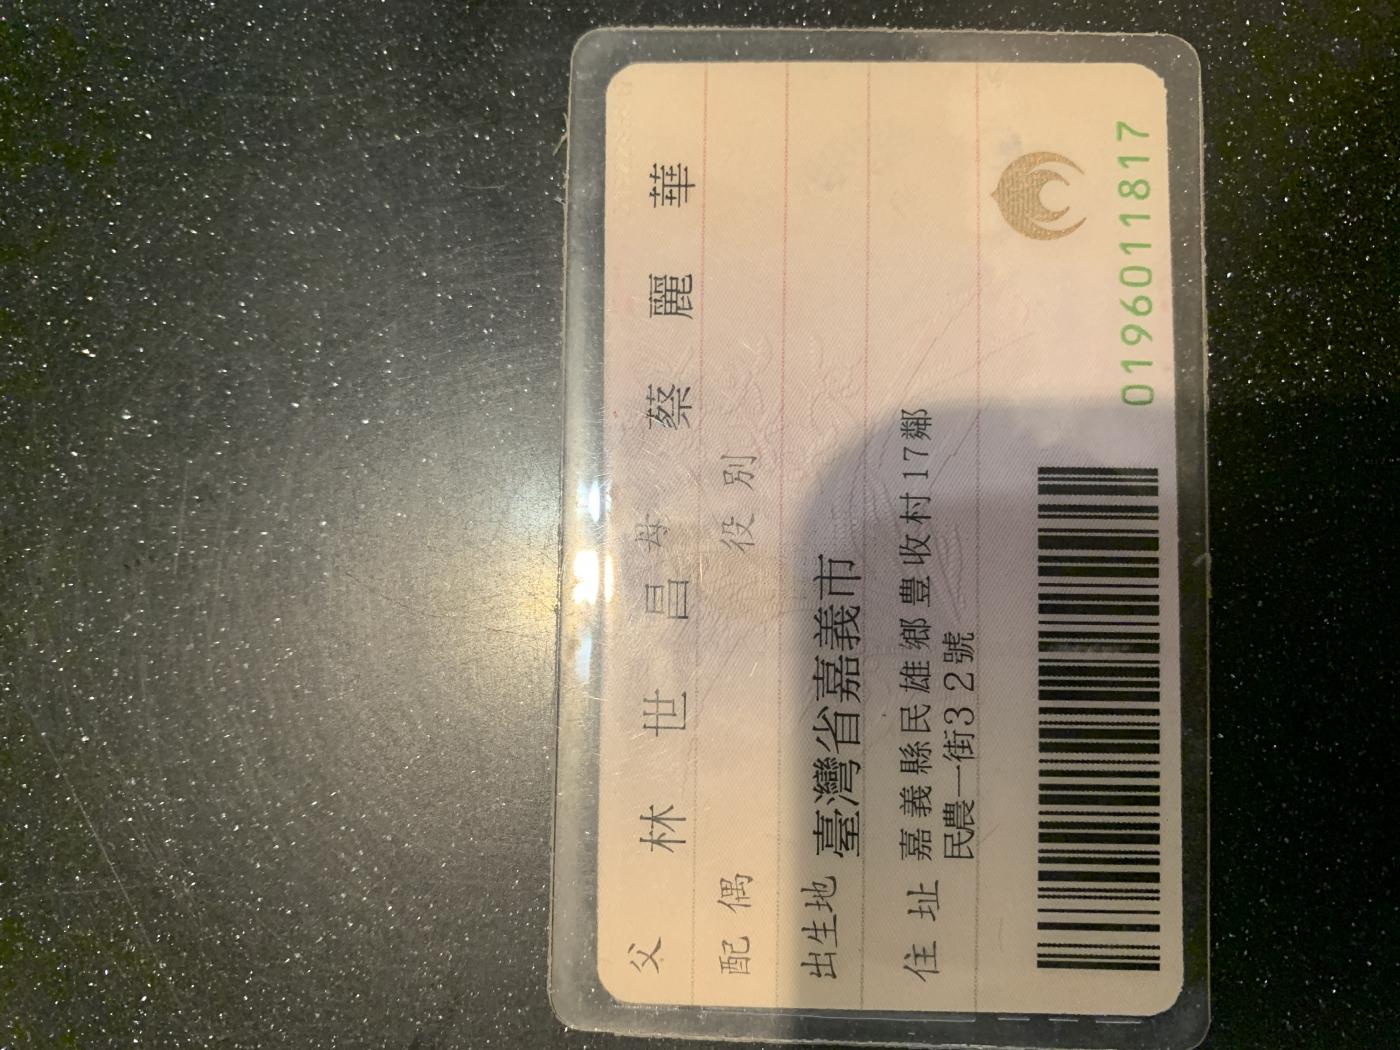 父 林世昌 母 蔡麗華
配偶 役別
出生地 臺灣省嘉義市
住址 嘉義縣民雄鄉豐收村17鄰
民農一街32號
0196011817